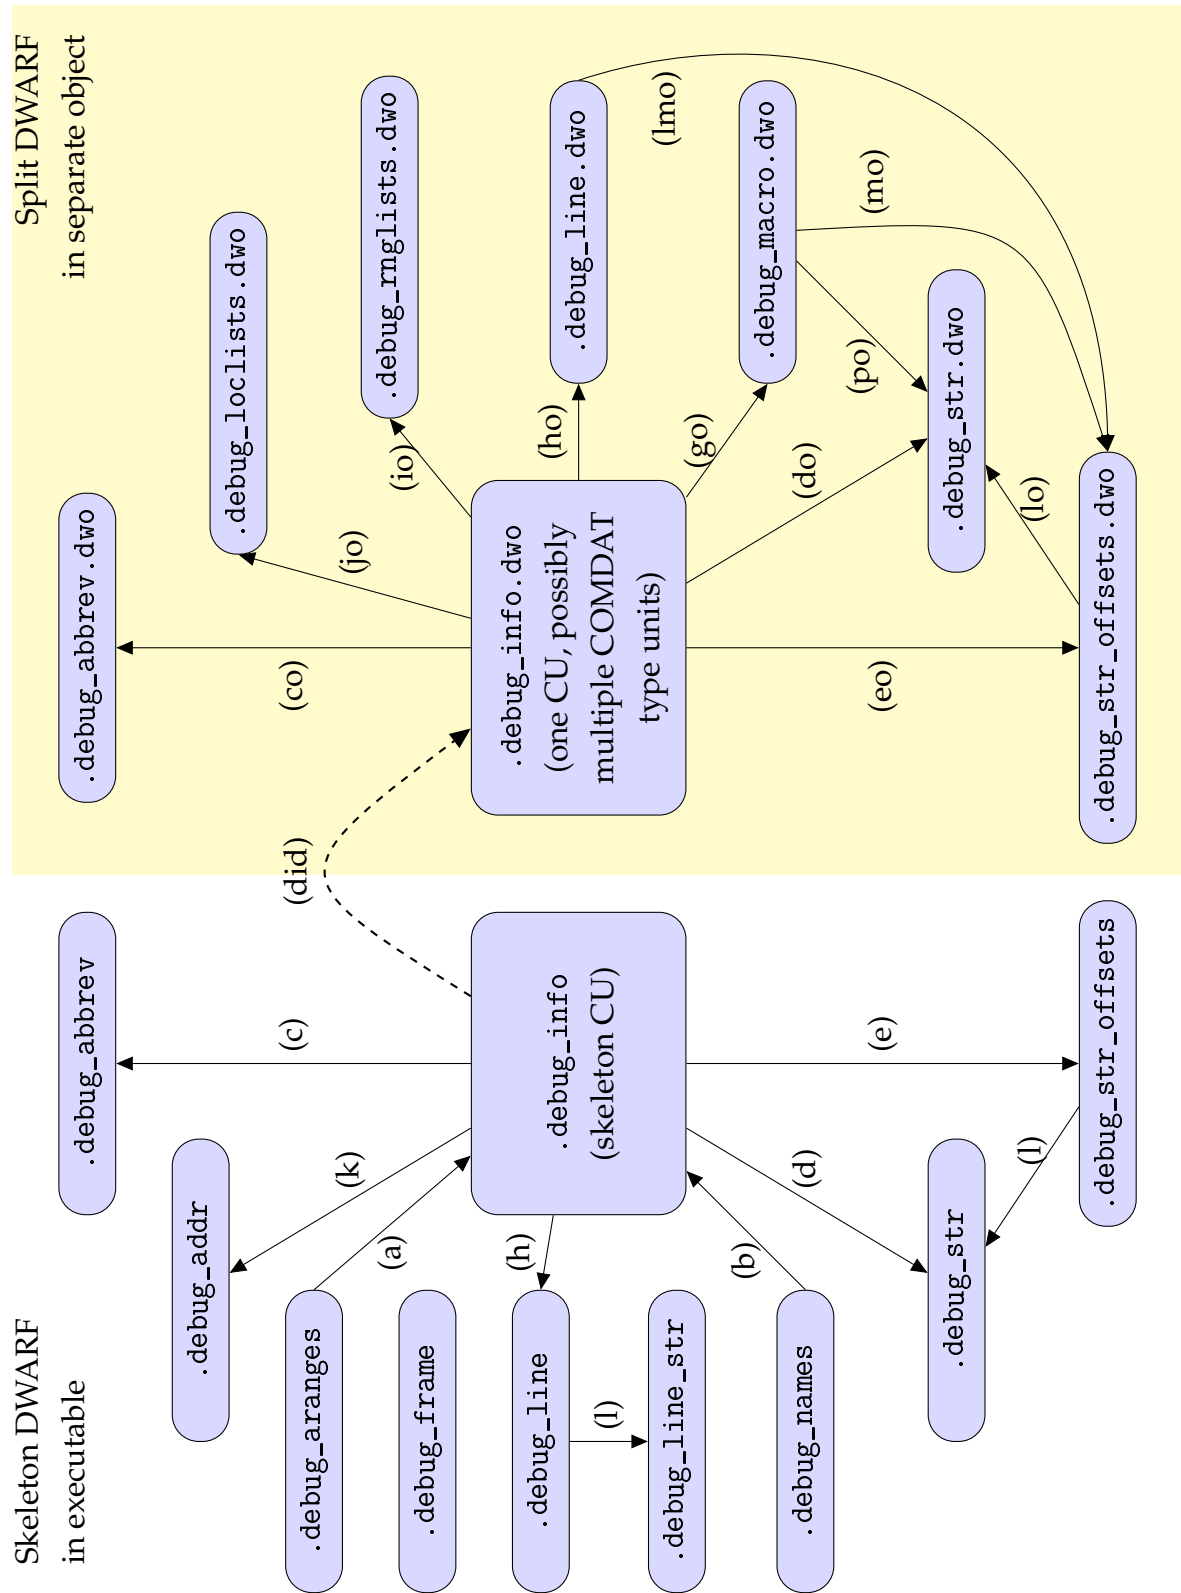 Skeleton DWARF
in executable
Split DWARF
in separate object
.debug_abbrev
.debug_addr
.debug_aranges
.debug_frame
.debug_line
.debug_line_str
.debug_names
.debug_str
.debug_str_offsets
.debug_info
(skeleton CU)
(c)
(k)
(a)
(h)
(l)
(b)
(d)
(l)
(e)
(did)
.debug_abbrev.dwo
.debug_loclists.dwo
.debug_rnglists.dwo
.debug_line.dwo
.debug_macro.dwo
.debug_str.dwo
.debug_str_offsets.dwo
.debug_info.dwo
(one CU, possibly
multiple COMDAT
type units)
(co)
(jo)
(io)
(ho)
(lmo)
(go)
(mo)
(po)
(do)
(eo)
(lo)